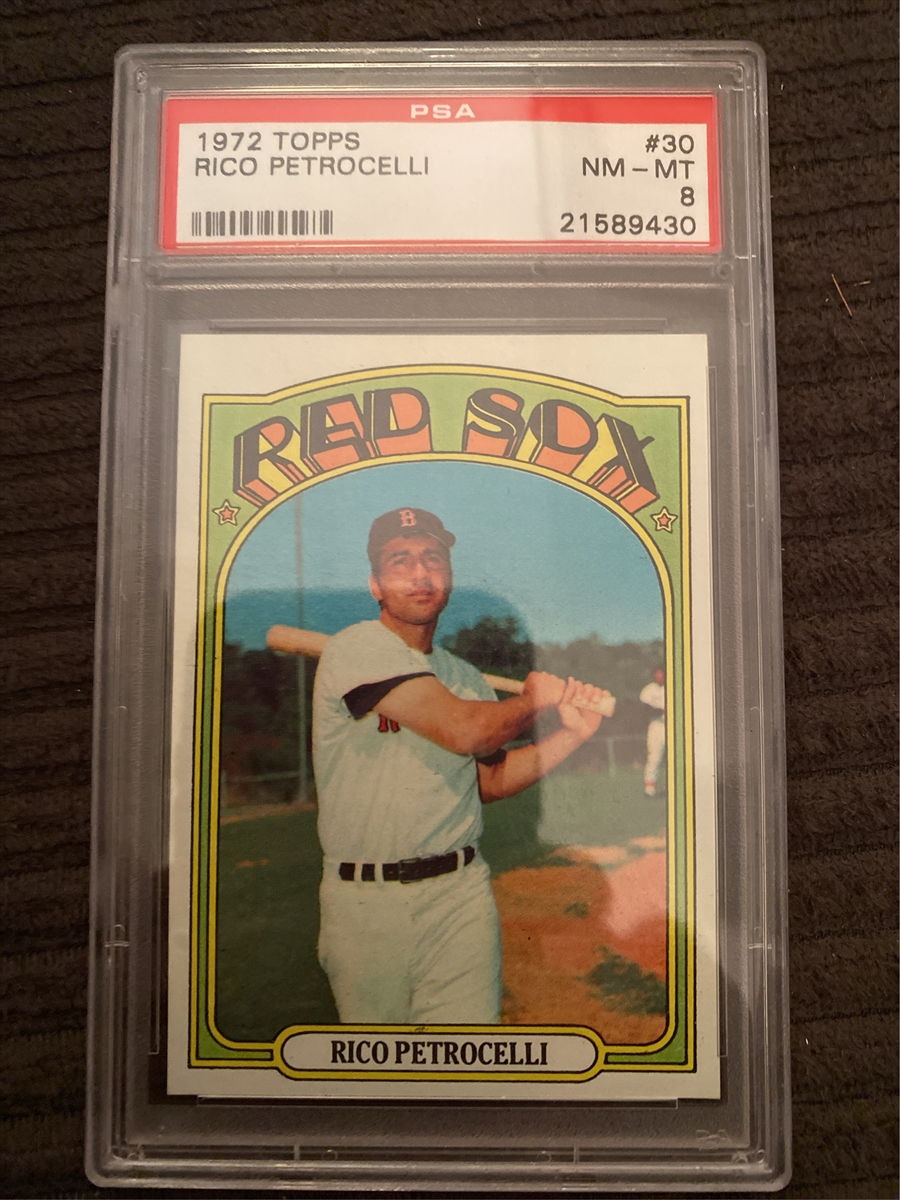 PSA
1972 TOPPS #30
RICO PETROCELLI NM - MT
8
21589430
RED SOX
B
RICO PETROCELLI